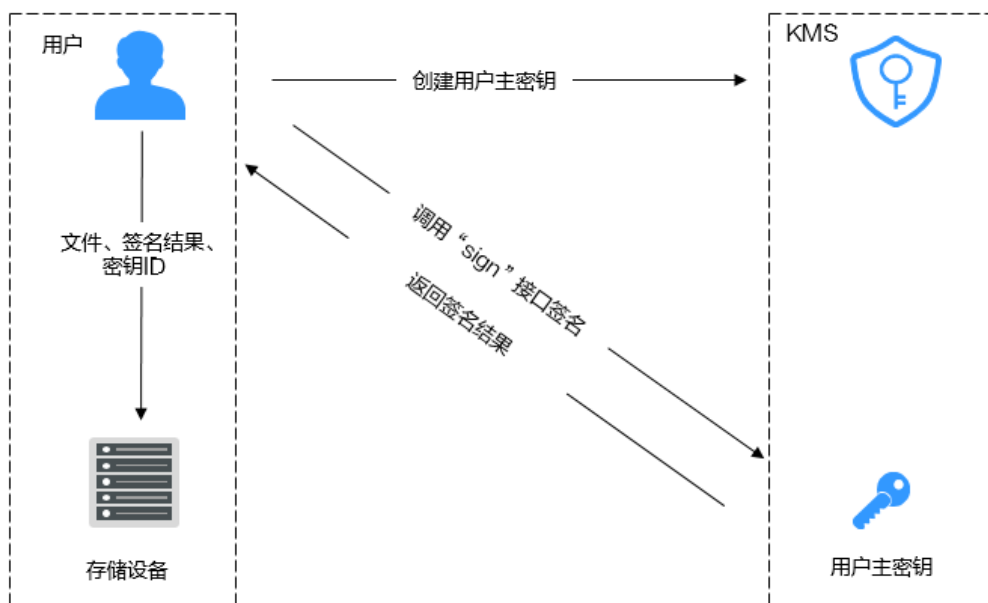 用户
KMS
创建用户主密钥
调用“sign”接口签名
返回签名结果
文件、签名结果、
密钥ID
存储设备
用户主密钥